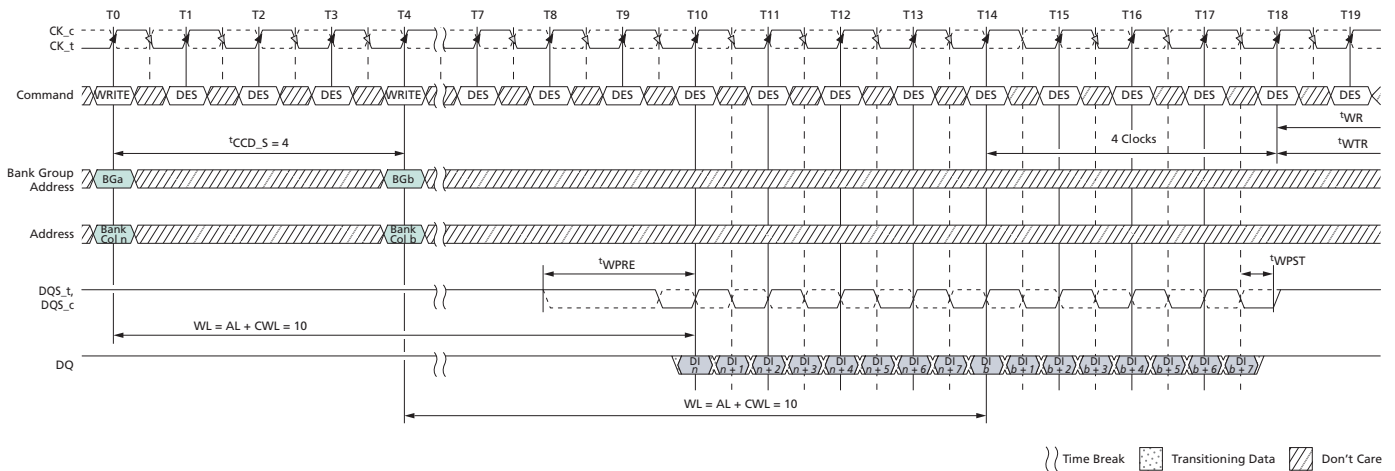 T0 T1 T2 T3 T4 T7 T8 T9 T10 T11 T12 T13 T14 T15 T16 T17 T18 T19
CK_c
CK_t
Command WRITE DES DES DES WRITE DES DES DES DES DES DES DES DES DES DES DES DES DES
tWR
tCCD_S = 4 4 Clocks tWTR
Bank Group
Address BGa BGb
Address Bank
Col n Bank
Col b
tWPRE tWPST
DQS_t,
DQS_c
WL = AL + CWL = 10
DQ DI
n DI
n + 1 DI
n + 2 DI
n + 3 DI
n + 4 DI
n + 5 DI
n + 6 DI
n + 7 DI
b DI
b + 1 DI
b + 2 DI
b + 3 DI
b + 4 DI
b + 5 DI
b + 6 DI
b + 7
WL = AL + CWL = 10
Time Break Transitioning Data Don't Care